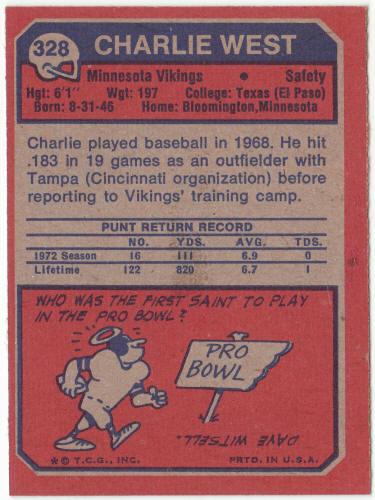 328 CHARLIE WEST
Minnesota Vikings • Safety
Hgt: 6'1" Wgt: 197 College: Texas (El Paso)
Born: 8-31-46 Home: Bloomington, Minnesota
Charlie played baseball in 1968. He hit
.183 in 19 games as an outfielder with
Tampa (Cincinnati organization) before
reporting to Vikings' training camp.
PUNT RETURN RECORD
NO. YDS. AVG. TDS.
1972 Season 16 111 6.9 0
Lifetime 122 820 6.7 1
WHO WAS THE FIRST SAINT TO PLAY
IN THE PRO BOWL?
PRO
BOWL
DAVE WITSELL
* © T.C.G., INC. PRTD. IN U.S.A.